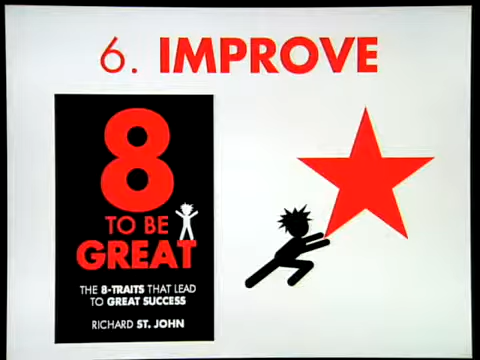 6. IMPROVE
8
TO BE
GREAT
THE 8-TRAITS THAT LEAD
TO GREAT SUCCESS
RICHARD ST. JOHN